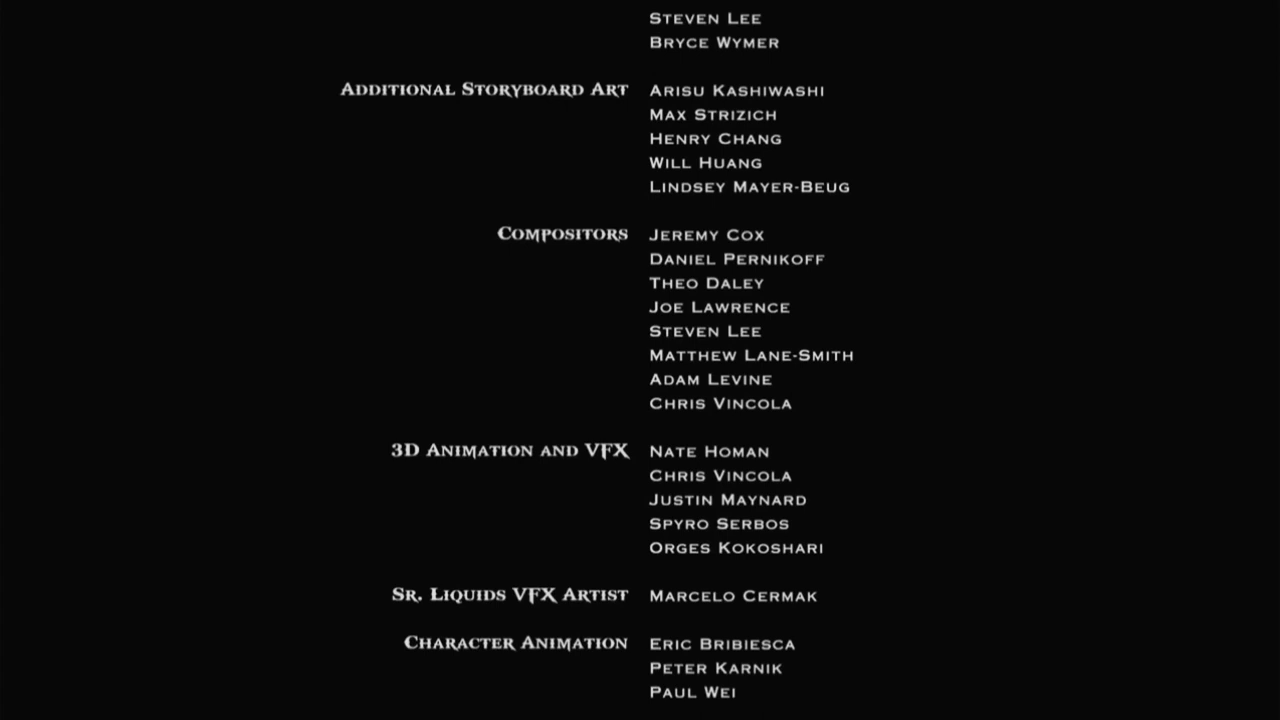 Steven Lee
Bryce Wymer
Additional Storyboard Art Arisu Kashiwashi
Max Strizich
Henry Chang
Will Huang
Lindsey Mayer-Beug
Compositors Jeremy Cox
Daniel Pernikoff
Theo Daley
Joe Lawrence
Steven Lee
Matthew Lane-Smith
Adam Levine
Chris Vincola
3D Animation and VFX Nate Homan
Chris Vincola
Justin Maynard
Spyro Serbos
Orges Kokoshari
Sr. Liquids VFX Artist Marcelo Cermak
Character Animation Eric Bribiesca
Peter Karnik
Paul Wei